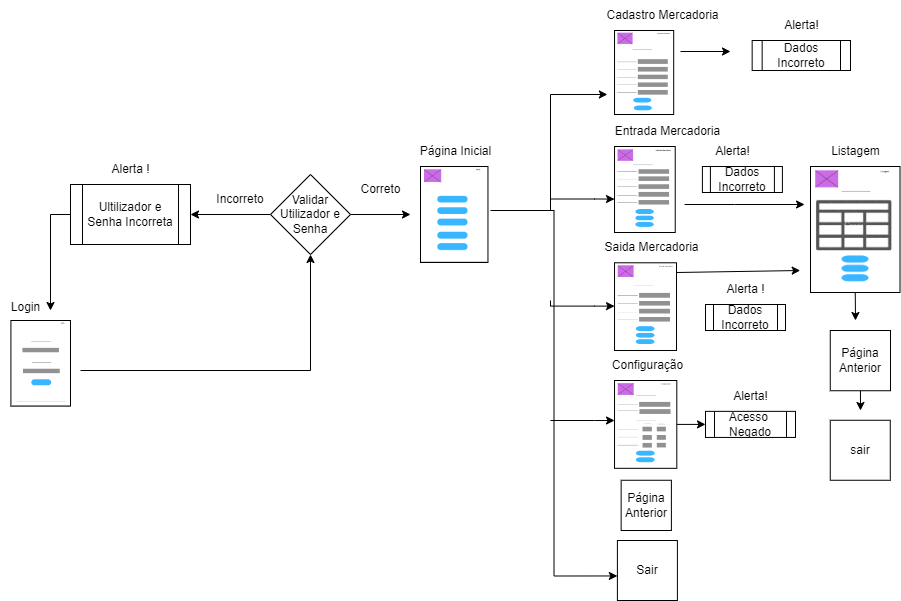 Cadastro Mercadoria
Alerta!
Dados
Incorreto
Entrada Mercadoria
Alerta!
Dados
Incorreto
Listagem
Página Inicial
Alerta !
Ultilizador e
Senha Incorreta
Incorreto
Validar
Utilizador e
Senha
Correto
Saida Mercadoria
Alerta !
Dados
Incorreto
Login
Configuração
Alerta!
Acesso
Negado
Página
Anterior
sair
Página
Anterior
Sair